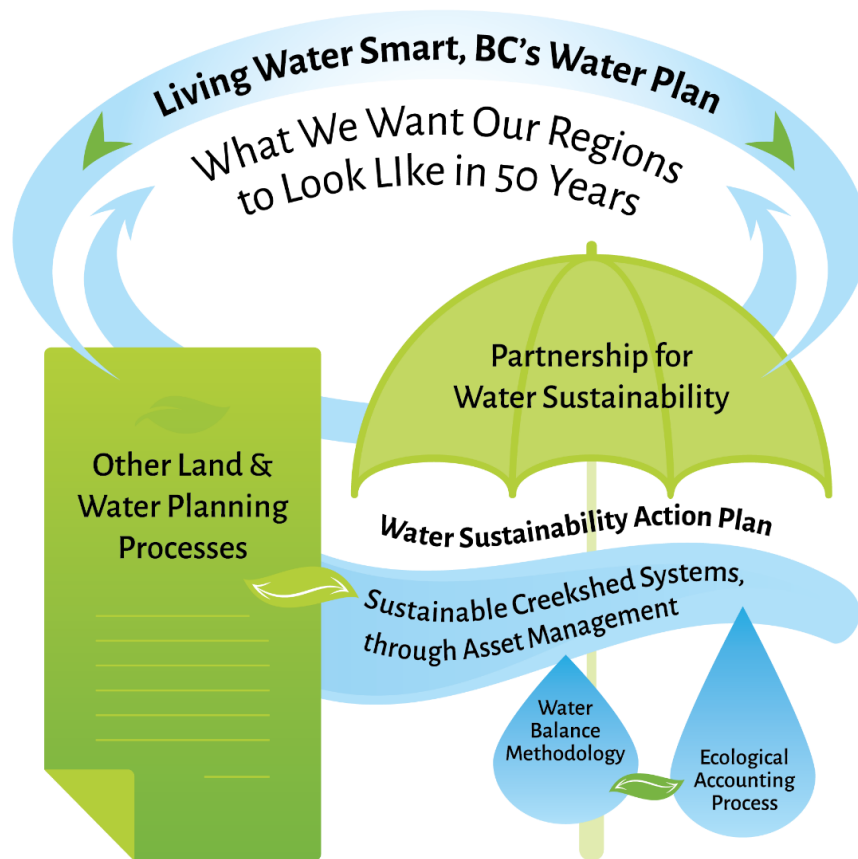 Living Water Smart, BC's Water Plan
What We Want Our Regions
to Look LIke in 50 Years
Partnership for
Water Sustainability
Other Land &
Water Planning
Processes
Water Sustainability Action Plan
Sustainable Creekshed Systems,
through Asset Management
Water
Balance
Methodology
Ecological
Accounting
Process